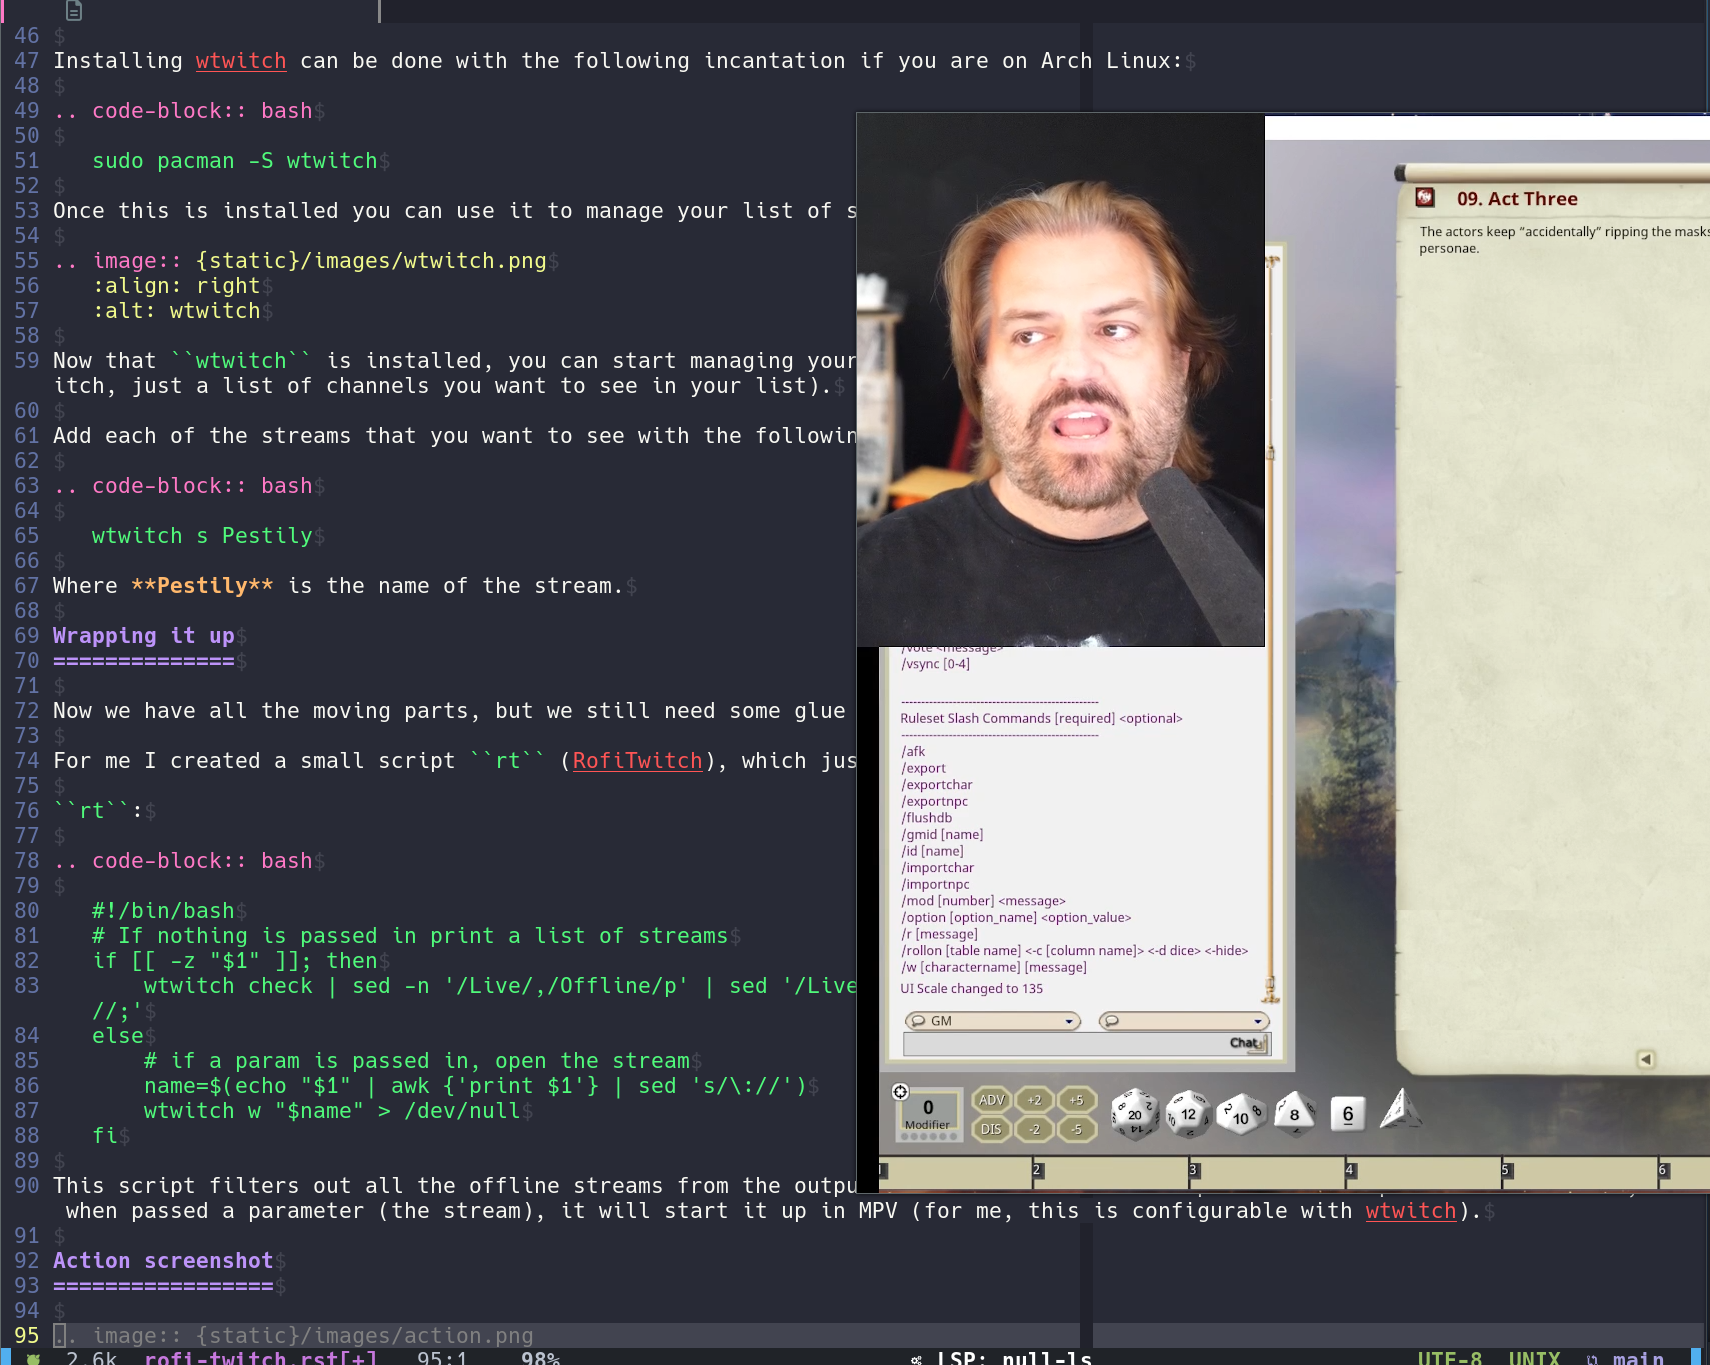 46 $
47 Installing wtwitch can be done with the following incantation if you are on Arch Linux:$
48 $
49 .. code-block:: bash$
50 $
51    sudo pacman -S wtwitch$
52 $
53 Once this is installed you can use it to manage your list of s
54 $
55 .. image:: {static}/images/wtwitch.png$
56    :align: right$
57    :alt: wtwitch$
58 $
59 Now that ``wtwitch`` is installed, you can start managing your
itch, just a list of channels you want to see in your list).$
60 $
61 Add each of the streams that you want to see with the followin
62 $
63 .. code-block:: bash$
64 $
65    wtwitch s Pestily$
66 $
67 Where **Pestily** is the name of the stream.$
68 $
69 Wrapping it up$
70 ==============$
71 $
72 Now we have all the moving parts, but we still need some glue
73 $
74 For me I created a small script ``rt`` (RofiTwitch), which jus
75 $
76 ``rt``:$
77 $
78 .. code-block:: bash$
79 $
80    #!/bin/bash$
81    # If nothing is passed in print a list of streams$
82    if [[ -z "$1" ]]; then$
83        wtwitch check | sed -n '/Live/,/Offline/p' | sed '/Live
   //;'$
84    else$
85        # if a param is passed in, open the stream$
86        name=$(echo "$1" | awk {'print $1'} | sed 's/\://')$
87        wtwitch w "$name" > /dev/null$
88    fi$
89 $
90 This script filters out all the offline streams from the outpu
when passed a parameter (the stream), it will start it up in MPV (for me, this is configurable with wtwitch).$
91 $
92 Action screenshot$
93 =================$
94 $
95 .. image:: {static}/images/action.png
2.6k rofi-twitch.rst[+] 95:1 98% LSP: null-ls UTF-8 UNIX main
09. Act Three
The actors keep "accidentally" ripping the masks
personae.
/vote <message>
/vsync [0-4]
--------------------------------------------------
Ruleset Slash Commands [required] <optional>
--------------------------------------------------
/afk
/export
/exportchar
/exportnpc
/flushdb
/gmid [name]
/id [name]
/importchar
/importnpc
/mod [number] <message>
/option [option_name] <option_value>
/r [message]
/rollon [table name] <-c [column name]> <-d dice> <-hide>
/w [charactername] [message]
UI Scale changed to 135
GM
Chat
0 Modifier
ADV +2 +5
DIS -2 -5
20 12 10 8 6
1 2 3 4 5 6